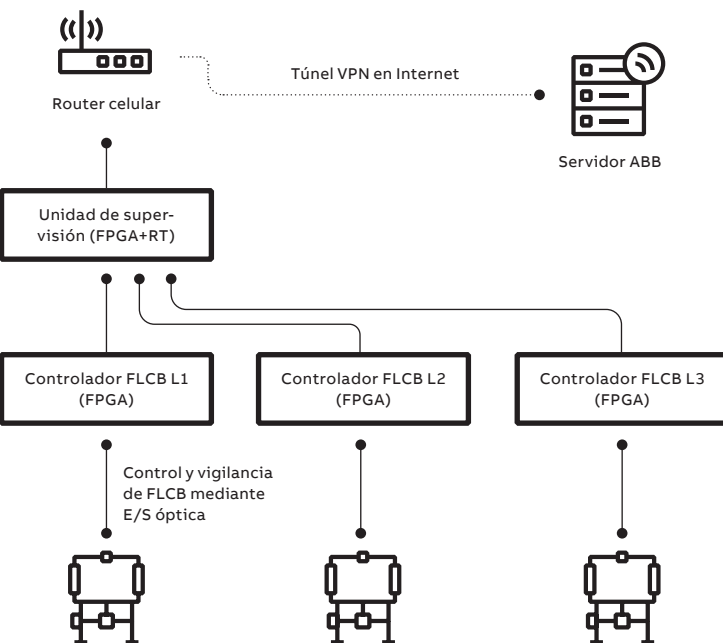 Túnel VPN en Internet
Router celular
Servidor ABB
Unidad de super-
visión (FPGA+RT)
Controlador FLCB L1
(FPGA)
Controlador FLCB L2
(FPGA)
Controlador FLCB L3
(FPGA)
Control y vigilancia
de FLCB mediante
E/S óptica